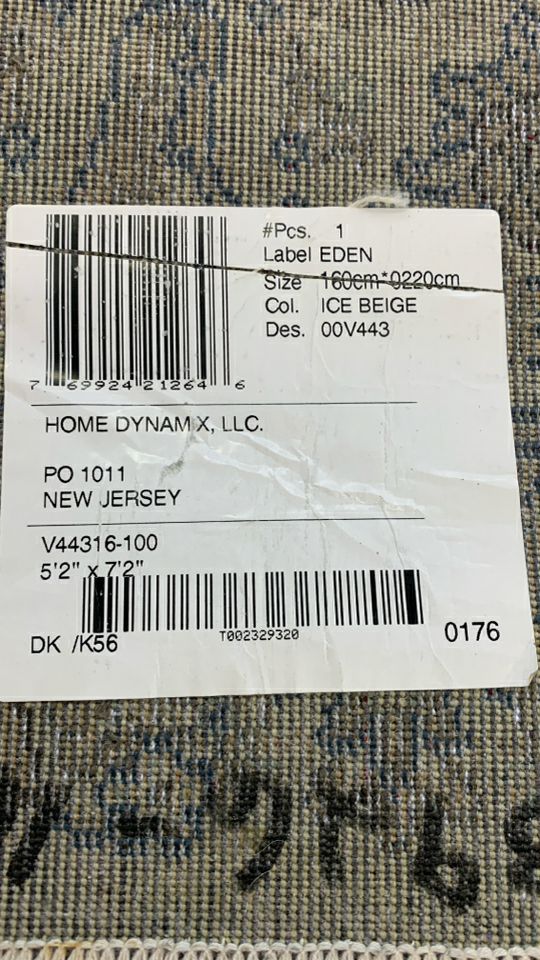 #Pcs. 1
Label EDEN
Size 160cm*0220cm
Col. ICE BEIGE
Des. 00V443
7 69924 21264 6
HOME DYNAMIX, LLC.
PO 1011
NEW JERSEY
V44316-100
5'2" x 7'2"
T002329320
DK /K56
0176